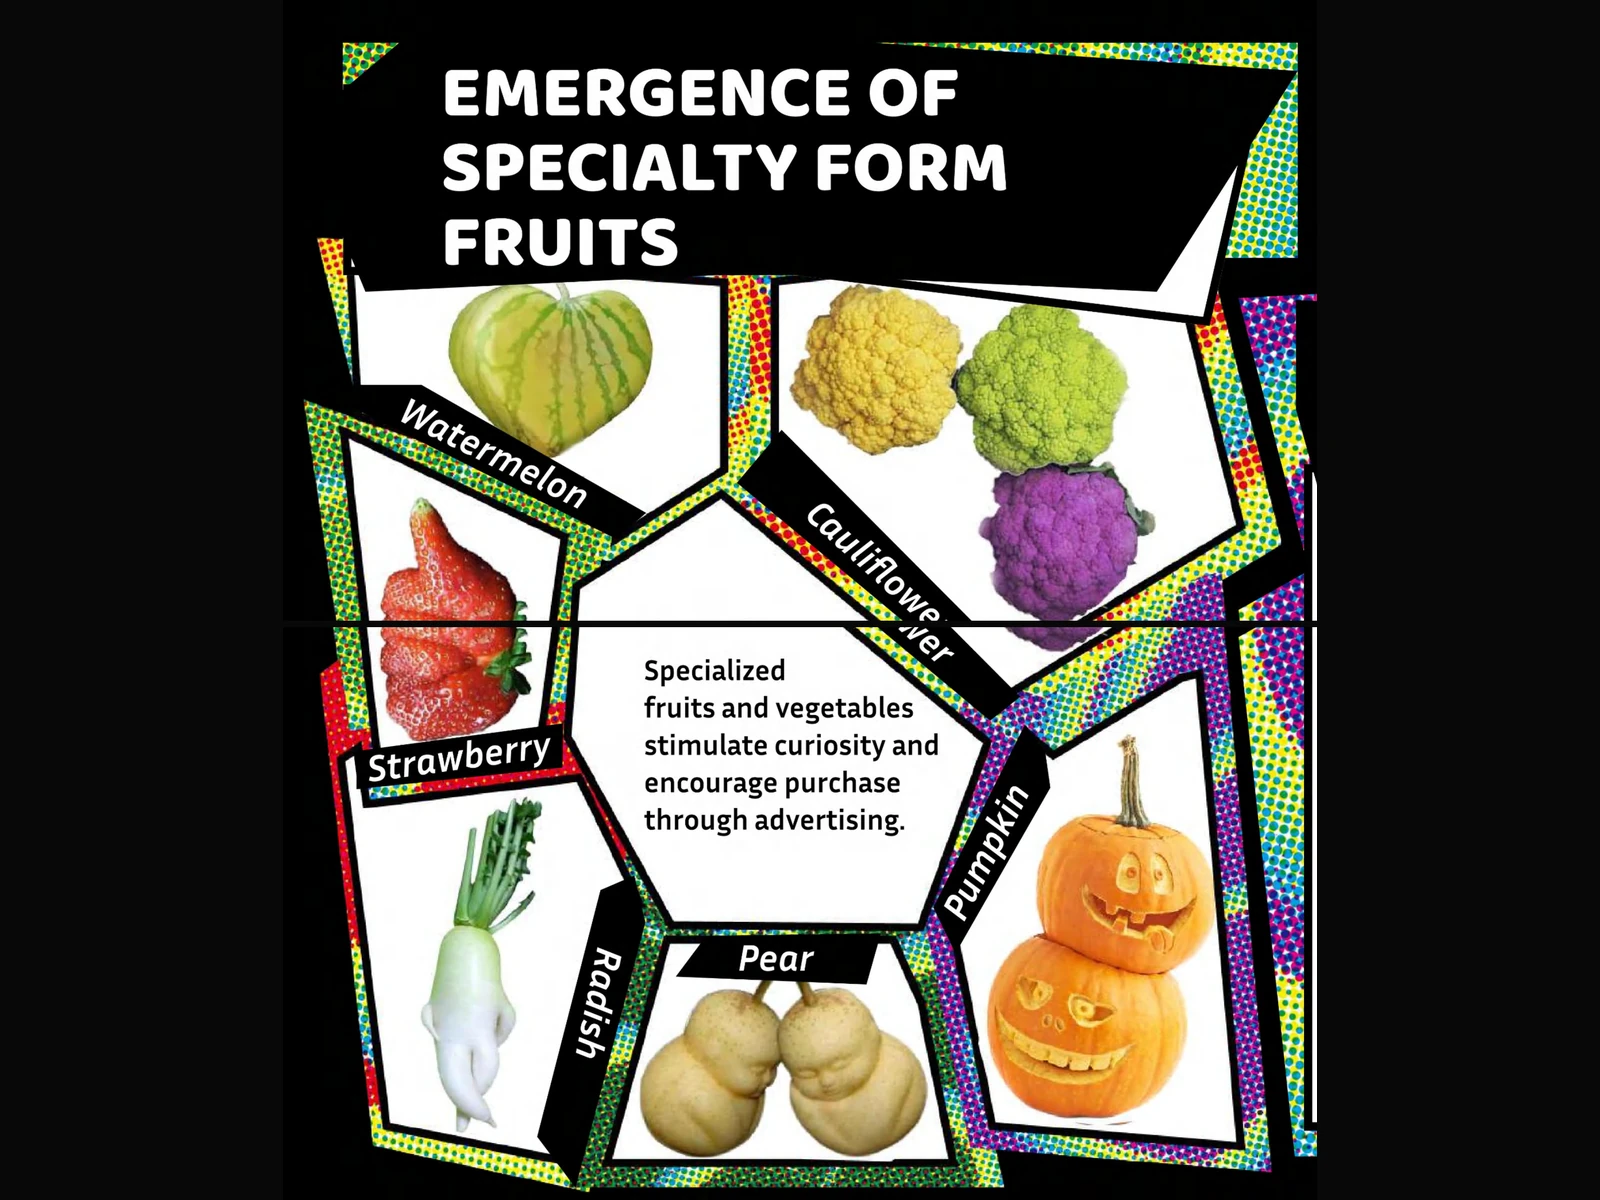 EMERGENCE OF
SPECIALTY FORM
FRUITS
Watermelon
Cauliflower
Strawberry
Specialized
fruits and vegetables
stimulate curiosity and
encourage purchase
through advertising.
Pumpkin
Radish
Pear